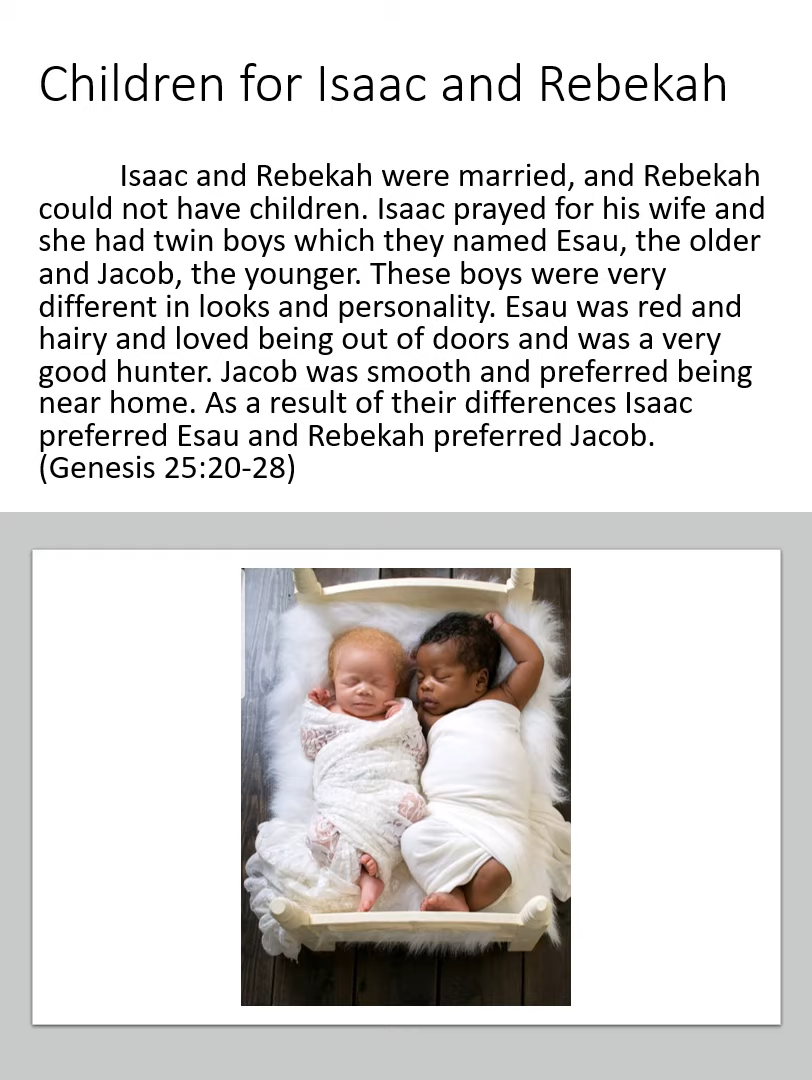 Children for Isaac and Rebekah
Isaac and Rebekah were married, and Rebekah
could not have children. Isaac prayed for his wife and
she had twin boys which they named Esau, the older
and Jacob, the younger. These boys were very
different in looks and personality. Esau was red and
hairy and loved being out of doors and was a very
good hunter. Jacob was smooth and preferred being
near home. As a result of their differences Isaac
preferred Esau and Rebekah preferred Jacob.
(Genesis 25:20-28)